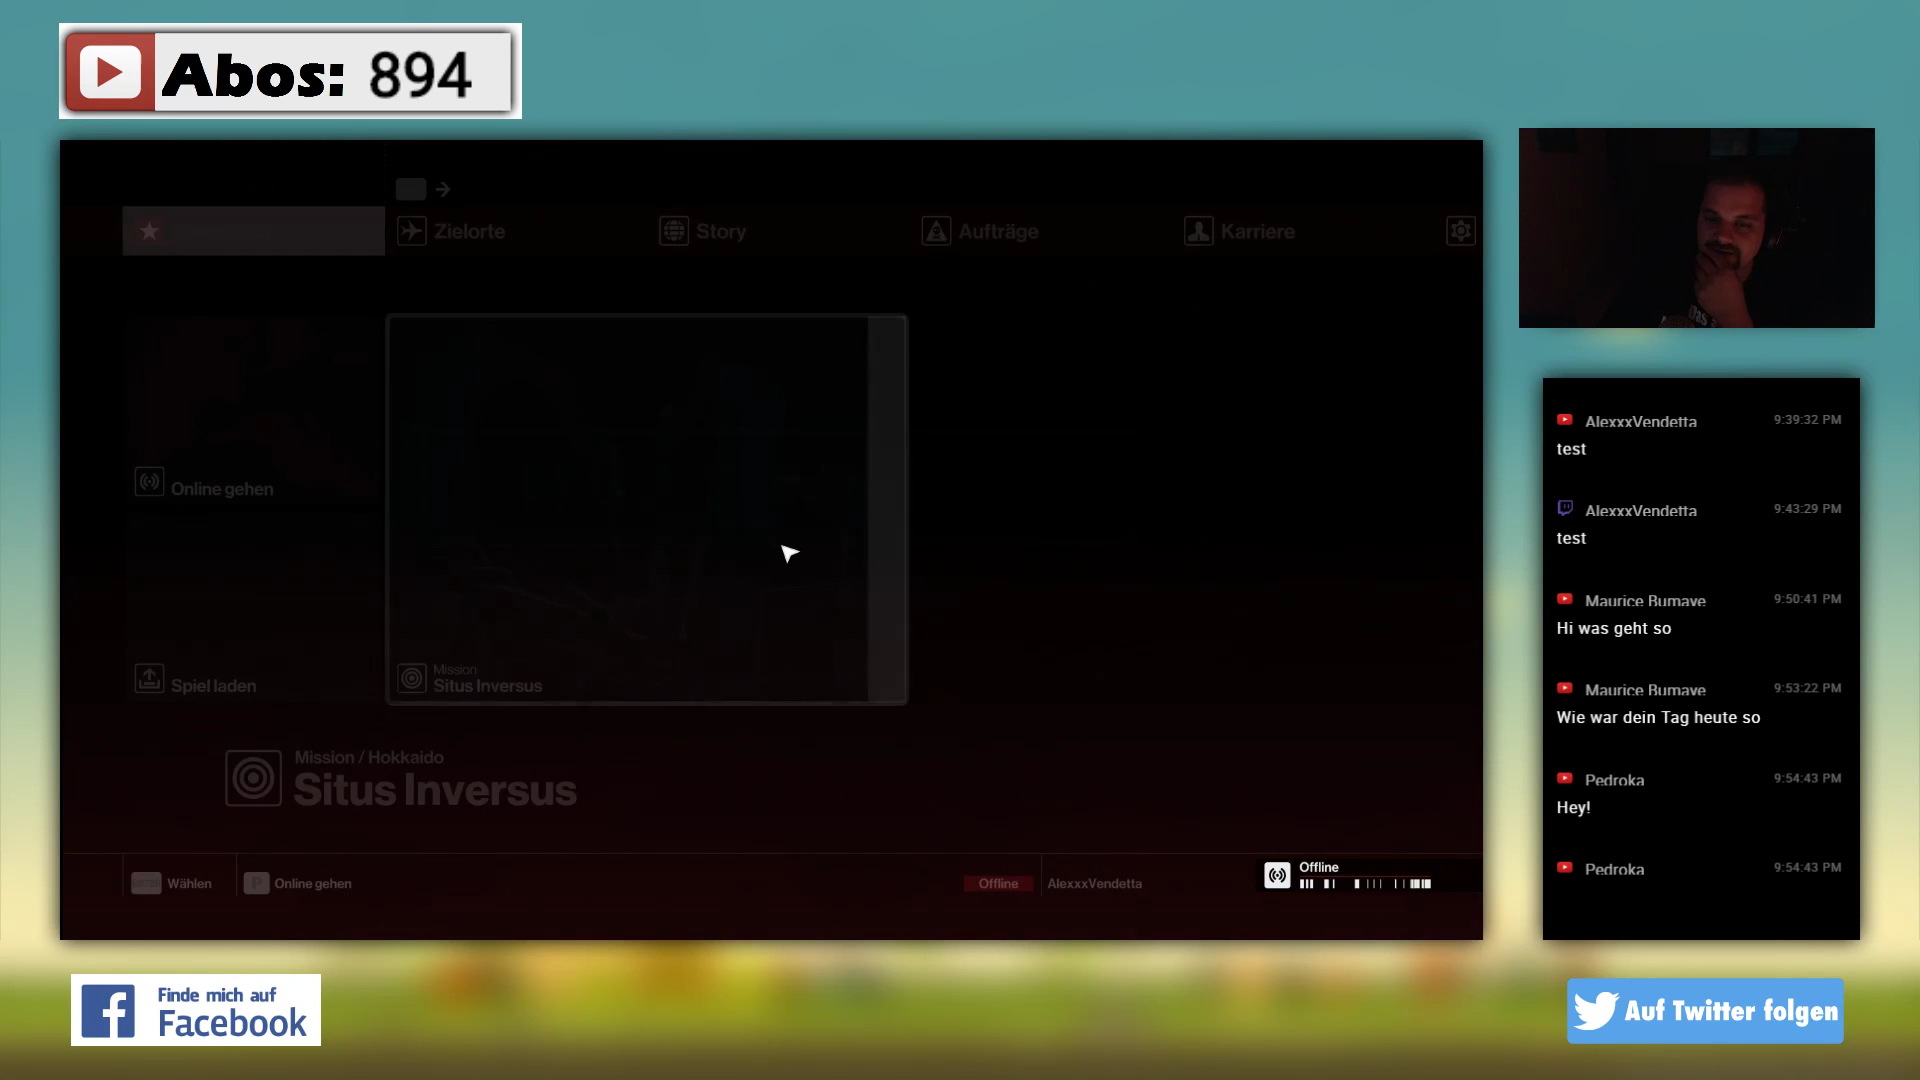 Abos: 894
Zielorte
Story
Aufträge
Karriere
Online gehen
Spiel laden
Mission
Situs Inversus
Mission / Hokkaido
Situs Inversus
Wählen
Online gehen
Offline
AlexxxVendetta
Offline
AlexxxVendetta 9:39:32 PM
test
AlexxxVendetta 9:43:29 PM
test
Maurice Bumaye 9:50:41 PM
Hi was geht so
Maurice Bumaye 9:53:22 PM
Wie war dein Tag heute so
Pedroka 9:54:43 PM
Hey!
Pedroka 9:54:43 PM
Finde mich auf
Facebook
Auf Twitter folgen